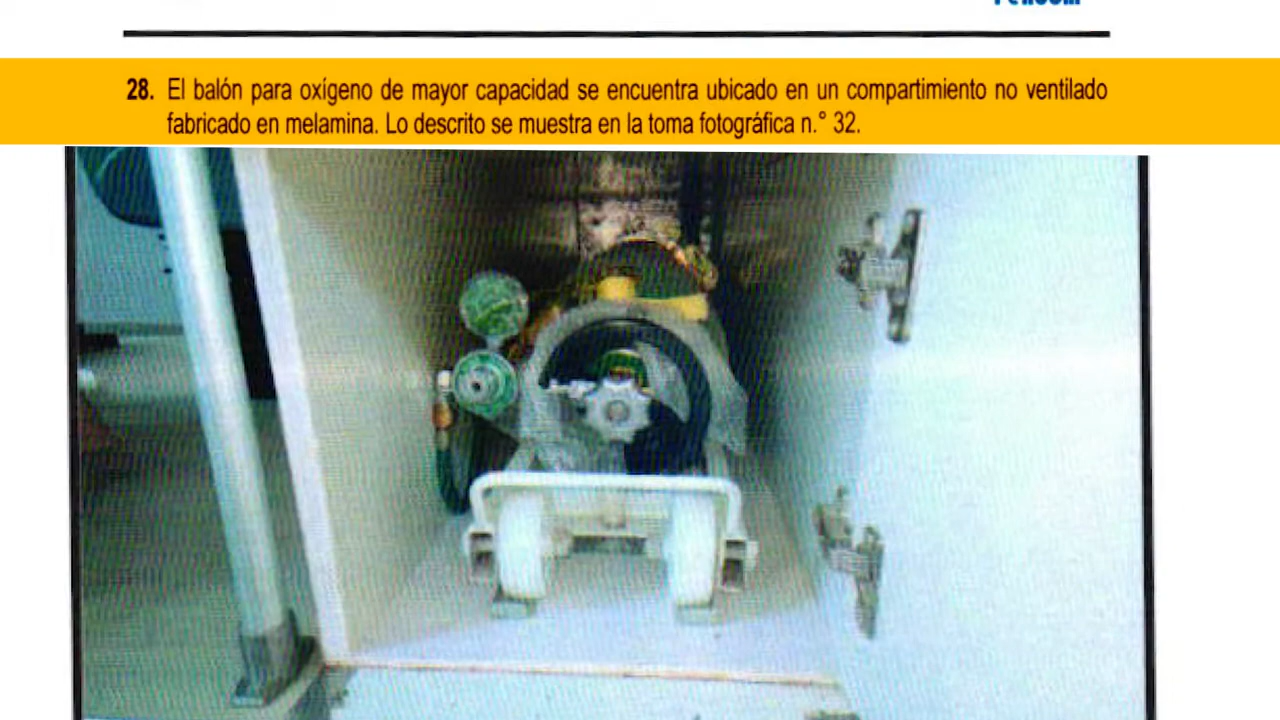 28. El balón para oxígeno de mayor capacidad se encuentra ubicado en un compartimiento no ventilado
fabricado en melamina. Lo descrito se muestra en la toma fotográfica n.° 32.